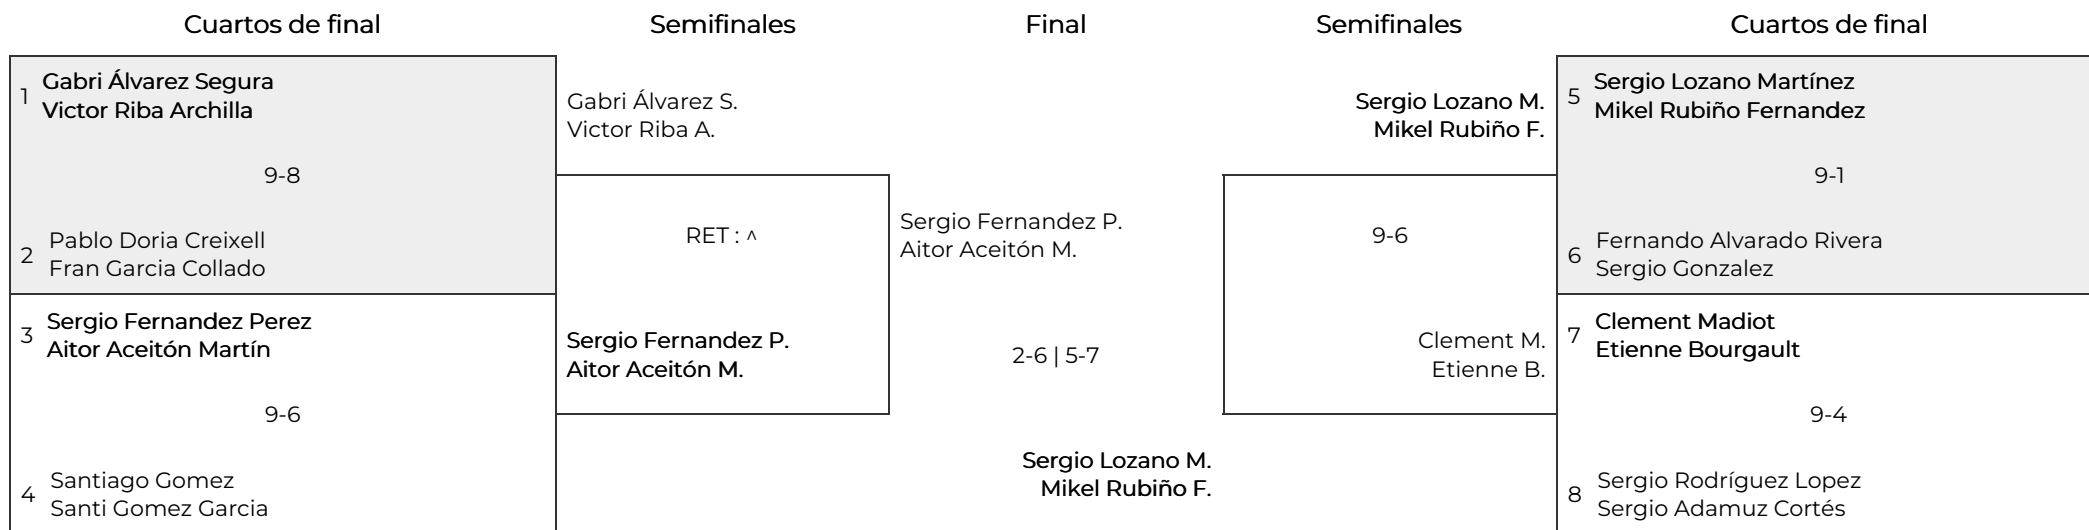 Cuartos de final
Semifinales
Final
Semifinales
Cuartos de final
1
Gabri Álvarez Segura
Victor Riba Archilla
9-8
2
Pablo Doria Creixell
Fran Garcia Collado
3
Sergio Fernandez Perez
Aitor Aceitón Martín
9-6
4
Santiago Gomez
Santi Gomez Garcia
Gabri Álvarez S.
Victor Riba A.
RET : ^
Sergio Fernandez P.
Aitor Aceitón M.
Sergio Fernandez P.
Aitor Aceitón M.
2-6 | 5-7
Sergio Lozano M.
Mikel Rubiño F.
Sergio Lozano M.
Mikel Rubiño F.
9-6
Clement M.
Etienne B.
5
Sergio Lozano Martínez
Mikel Rubiño Fernandez
9-1
6
Fernando Alvarado Rivera
Sergio Gonzalez
7
Clement Madiot
Etienne Bourgault
9-4
8
Sergio Rodríguez Lopez
Sergio Adamuz Cortés